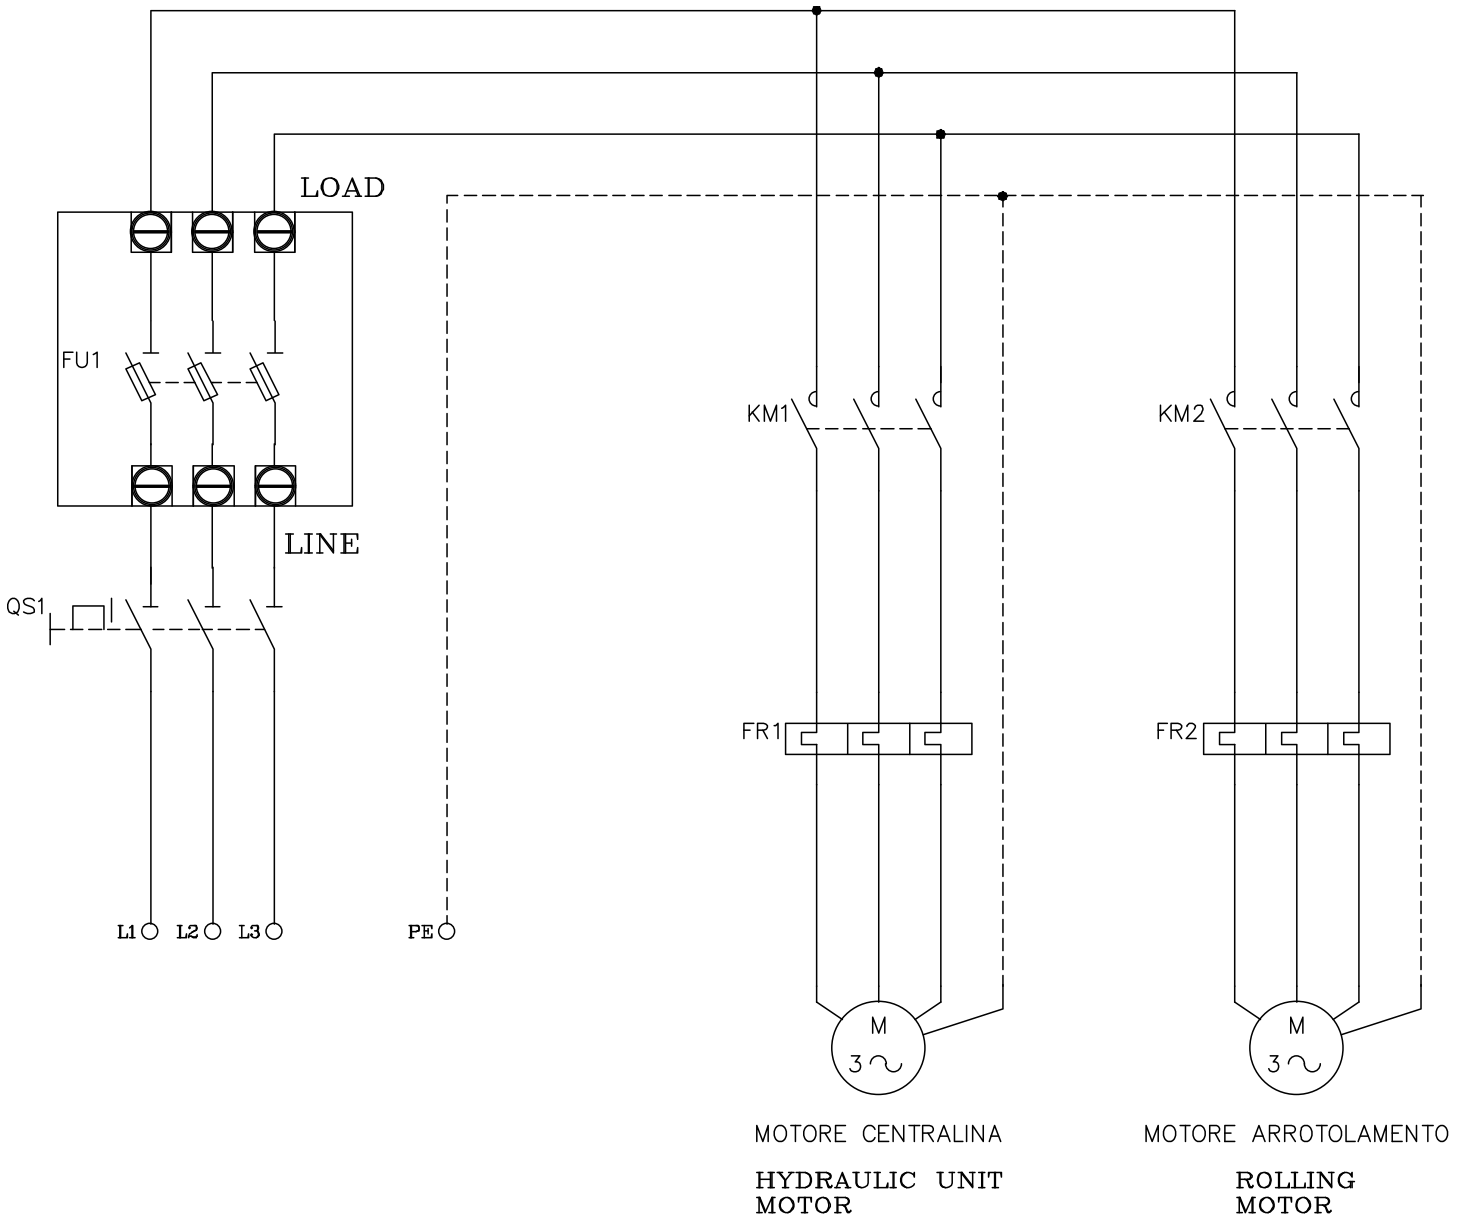 LOAD
FU1
KM1
KM2
LINE
QS1
FR1
FR2
L1 L2 L3 PE
M
3
M
3
MOTORE CENTRALINA
MOTORE ARROTOLAMENTO
HYDRAULIC UNIT
MOTOR
ROLLING
MOTOR